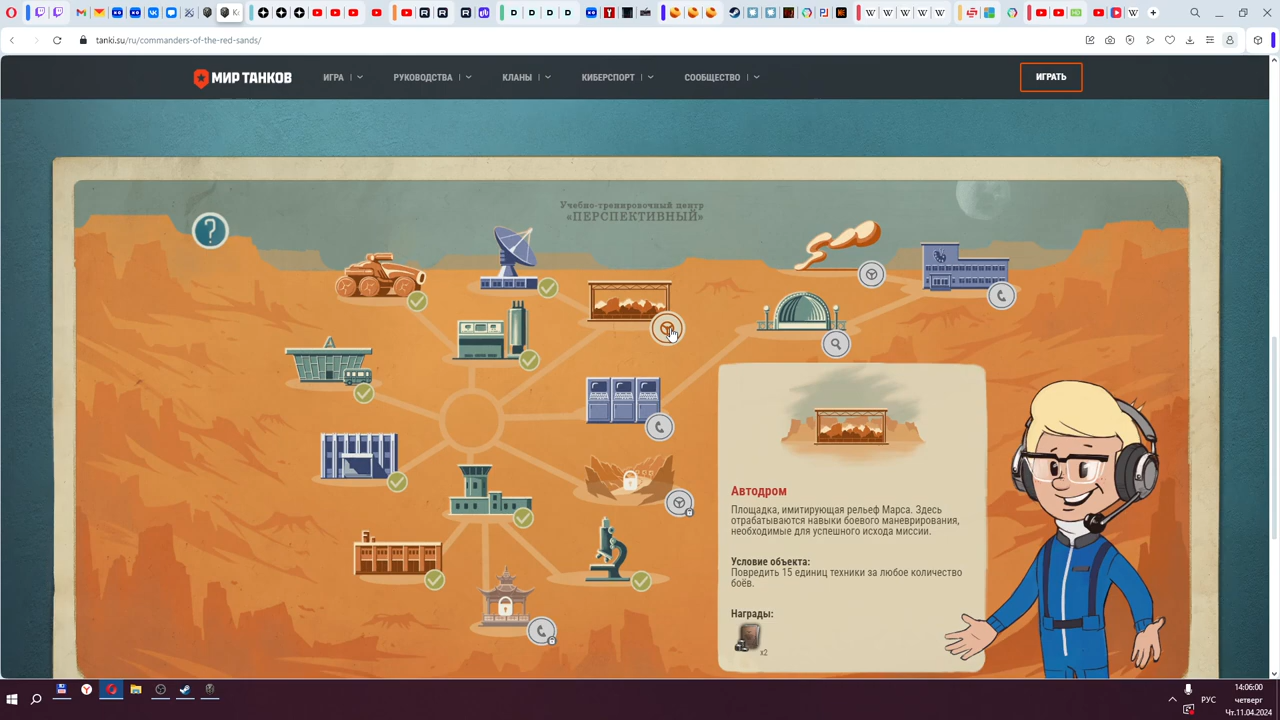 К
tanki.su/ru/commanders-of-the-red-sands/
МИР ТАНКОВ
ИГРА
РУКОВОДСТВА
КЛАНЫ
КИБЕРСПОРТ
СООБЩЕСТВО
ИГРАТЬ
Учебно-тренировочный центр
«ПЕРСПЕКТИВНЫЙ»
?
Автодром
Площадка, имитирующая рельеф Марса. Здесь
отрабатываются навыки боевого маневрирования,
необходимые для успешного исхода миссии.
Условие объекта:
Повредить 15 единиц техники за любое количество
боёв.
Награды:
x2
РУС
14:06:00
четверг
Чт.11.04.2024